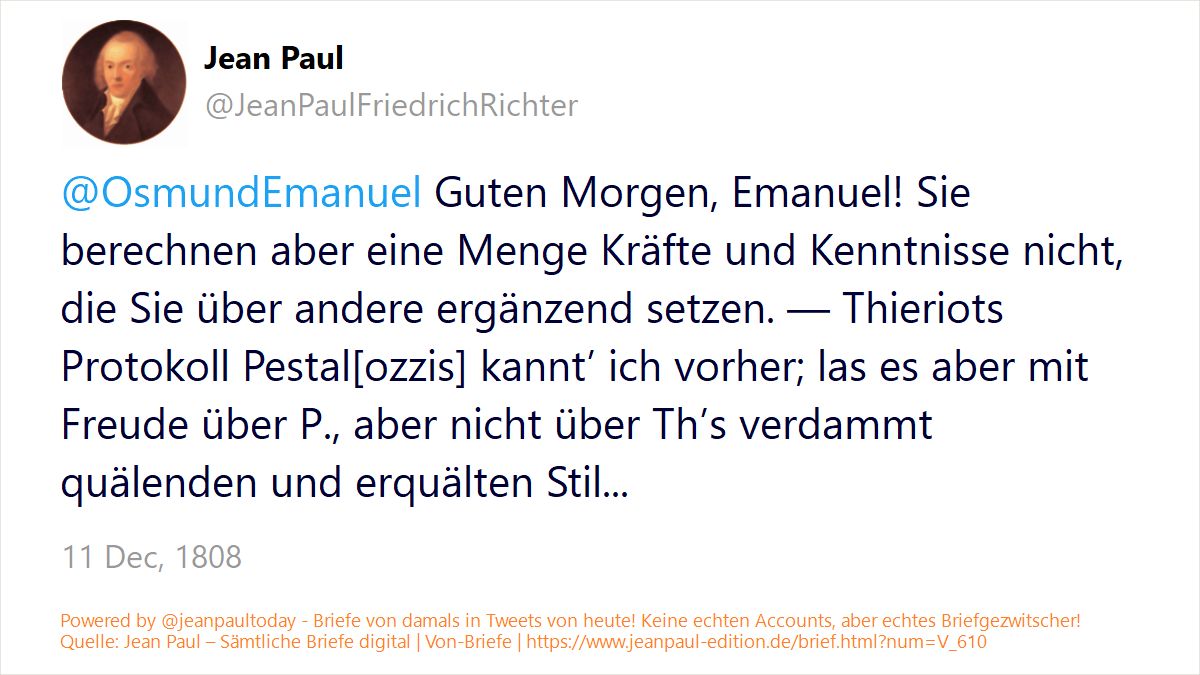 Jean Paul
@JeanPaulFriedrichRichter
@OsmundEmanuel Guten Morgen, Emanuel! Sie
berechnen aber eine Menge Kräfte und Kenntnisse nicht,
die Sie über andere ergänzend setzen. — Thieriots
Protokoll Pestal[ozzis] kannt’ ich vorher; las es aber mit
Freude über P., aber nicht über Th’s verdammt
quälenden und erquälten Stil...
11 Dec, 1808
Powered by @jeanpaultoday - Briefe von damals in Tweets von heute! Keine echten Accounts, aber echtes Briefgezwitscher!
Quelle: Jean Paul – Sämtliche Briefe digital | Von-Briefe | https://www.jeanpaul-edition.de/brief.html?num=V_610